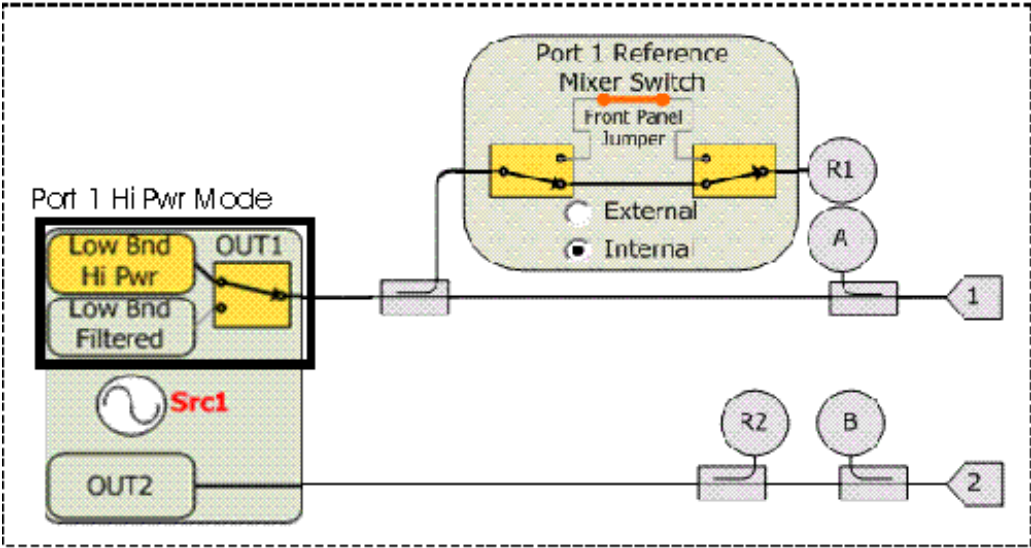 Port 1 Reference
Mixer Switch
Front Panel
Jumper
R1
External
Internal
A
Port 1 Hi Pwr Mode
Low Bnd
Hi Pwr
OUT1
Low Bnd
Filtered
1
Src1
R2
B
OUT2
2